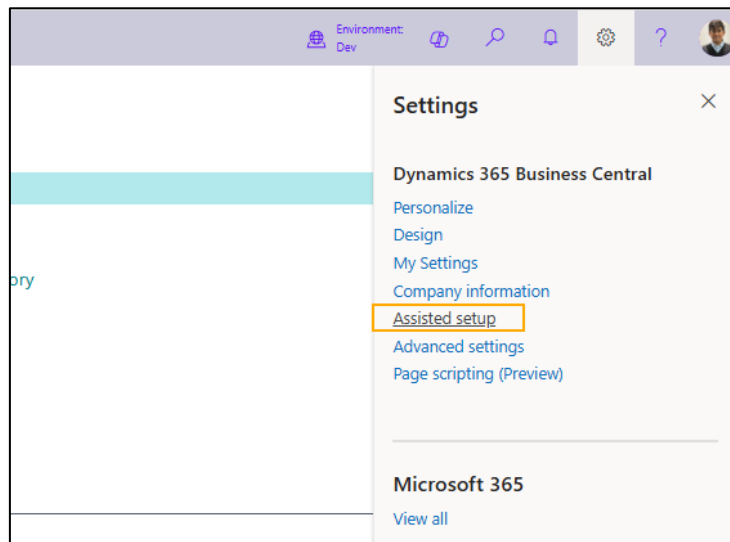 Environment:
Dev
Settings
Dynamics 365 Business Central
Personalize
Design
My Settings
ory
Company information
Assisted setup
Advanced settings
Page scripting (Preview)
Microsoft 365
View all